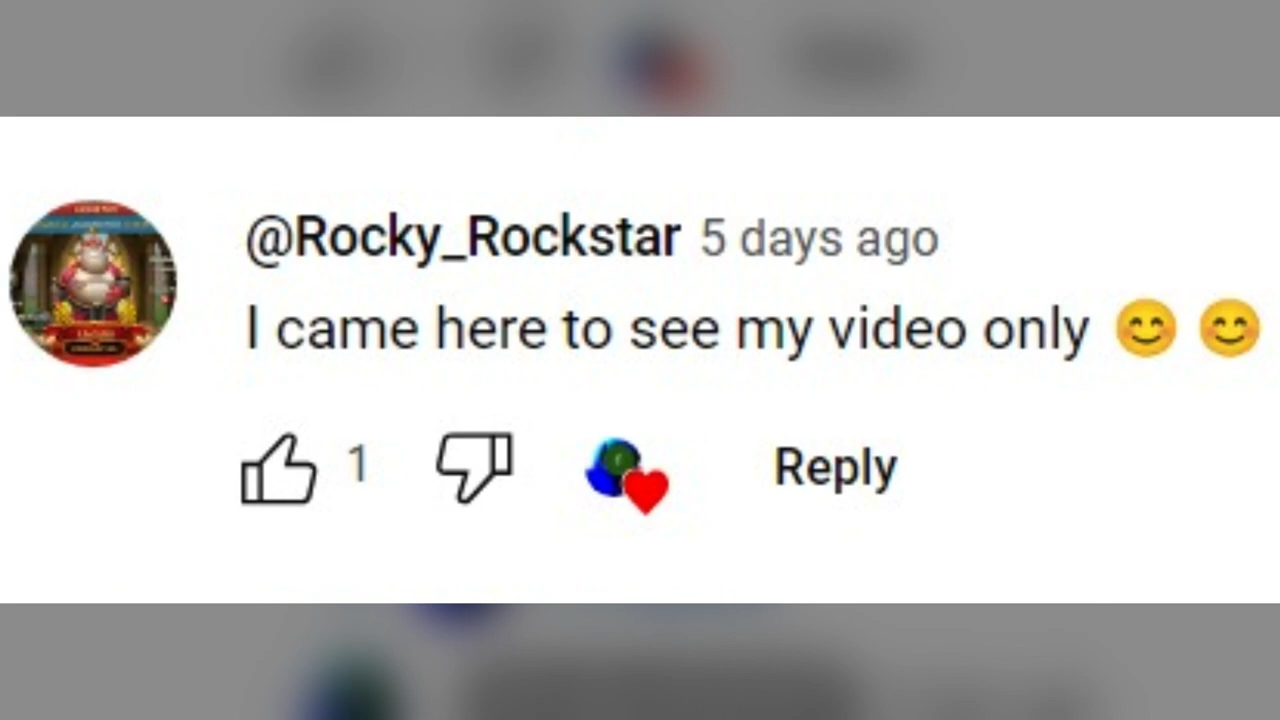 @Rocky_Rockstar 5 days ago
I came here to see my video only 😊 😊
1 Reply